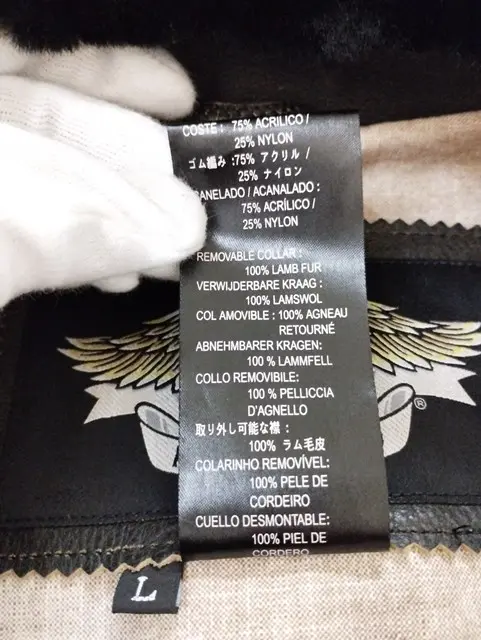 COSTE : 75% ACRILICO /
25% NYLON
ゴム編み :75% アクリル /
25% ナイロン
ANELADO / ACANALADO :
75% ACRÍLICO /
25% NYLON
REMOVABLE COLLAR :
100% LAMB FUR
VERWIJDERBARE KRAAG :
100% LAMSWOL
COL AMOVIBLE : 100% AGNEAU
RETOURNÉ
ABNEHMBARER KRAGEN:
100 % LAMMFELL
COLLO REMOVIBILE:
100 % PELLICCIA
D'AGNELLO
取り外し可能な襟 :
100% ラム毛皮
COLARINHO REMOVÍVEL:
100% PELE DE
CORDEIRO
CUELLO DESMONTABLE:
100% PIEL DE
CORDERO
®
L